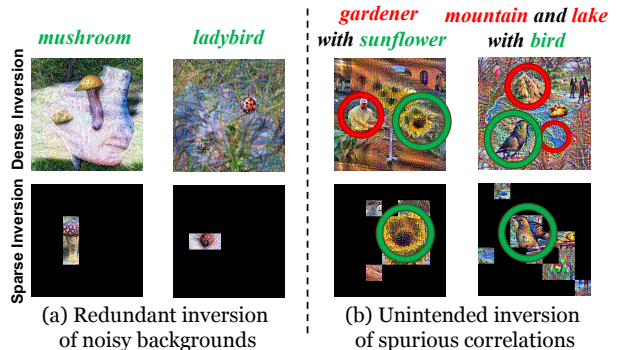 mushroom
ladybird
gardener
with sunflower
mountain and lake
with bird
Dense Inversion
Sparse Inversion
(a) Redundant inversion
of noisy backgrounds
(b) Unintended inversion
of spurious correlations